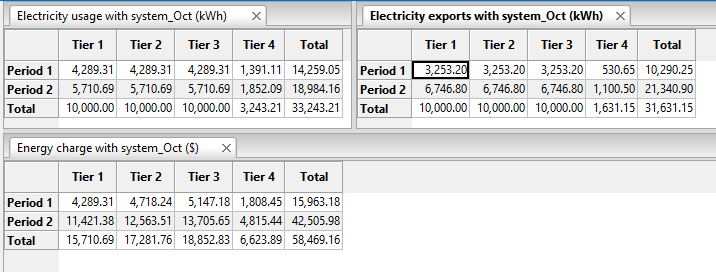 Electricity usage with system_Oct (kWh)
Tier 1 Tier 2 Tier 3 Tier 4 Total
Period 1 4,289.31 4,289.31 4,289.31 1,391.11 14,259.05
Period 2 5,710.69 5,710.69 5,710.69 1,852.09 18,984.16
Total 10,000.00 10,000.00 10,000.00 3,243.21 33,243.21
Electricity exports with system_Oct (kWh)
Tier 1 Tier 2 Tier 3 Tier 4 Total
Period 1 3,253.20 3,253.20 3,253.20 530.65 10,290.25
Period 2 6,746.80 6,746.80 6,746.80 1,100.50 21,340.90
Total 10,000.00 10,000.00 10,000.00 1,631.15 31,631.15
Energy charge with system_Oct ($)
Tier 1 Tier 2 Tier 3 Tier 4 Total
Period 1 4,289.31 4,718.24 5,147.18 1,808.45 15,963.18
Period 2 11,421.38 12,563.51 13,705.65 4,815.44 42,505.98
Total 15,710.69 17,281.76 18,852.83 6,623.89 58,469.16